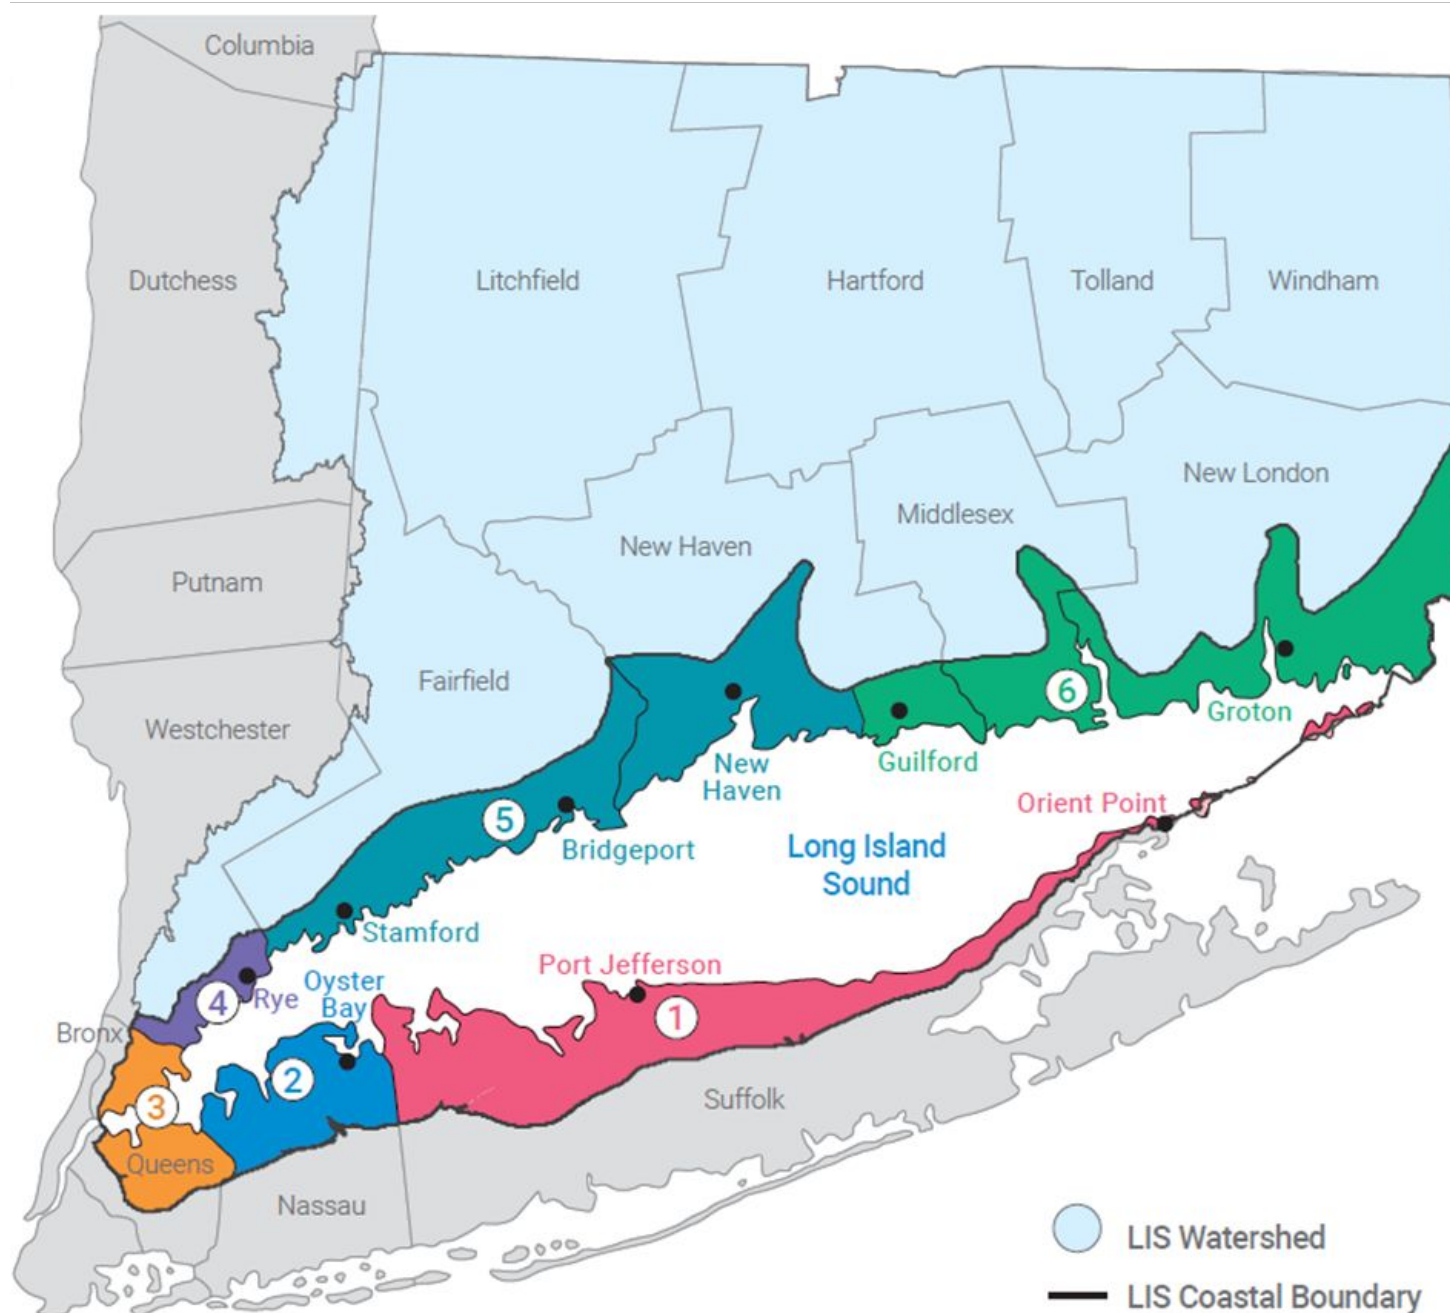 Columbia
Dutchess
Litchfield
Hartford
Tolland
Windham
New London
Middlesex
New Haven
Putnam
Fairfield
Westchester
6
Groton
New
Haven
Guilford
Orient Point
5
Bridgeport
Long Island
Sound
Stamford
Port Jefferson
Oyster
Bay
4
Rye
1
Bronx
2
3
Suffolk
Queens
Nassau
LIS Watershed
LIS Coastal Boundary